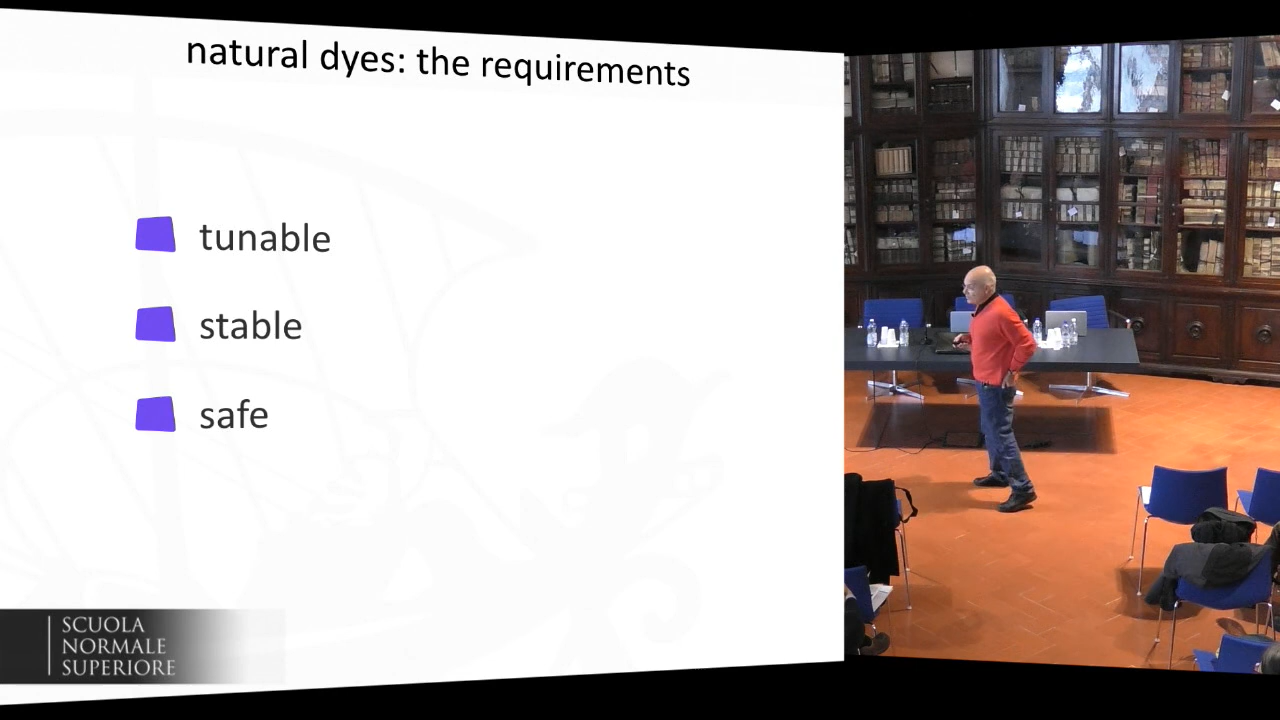 natural dyes: the requirements
tunable
stable
safe
SCUOLA
NORMALE
SUPERIORE